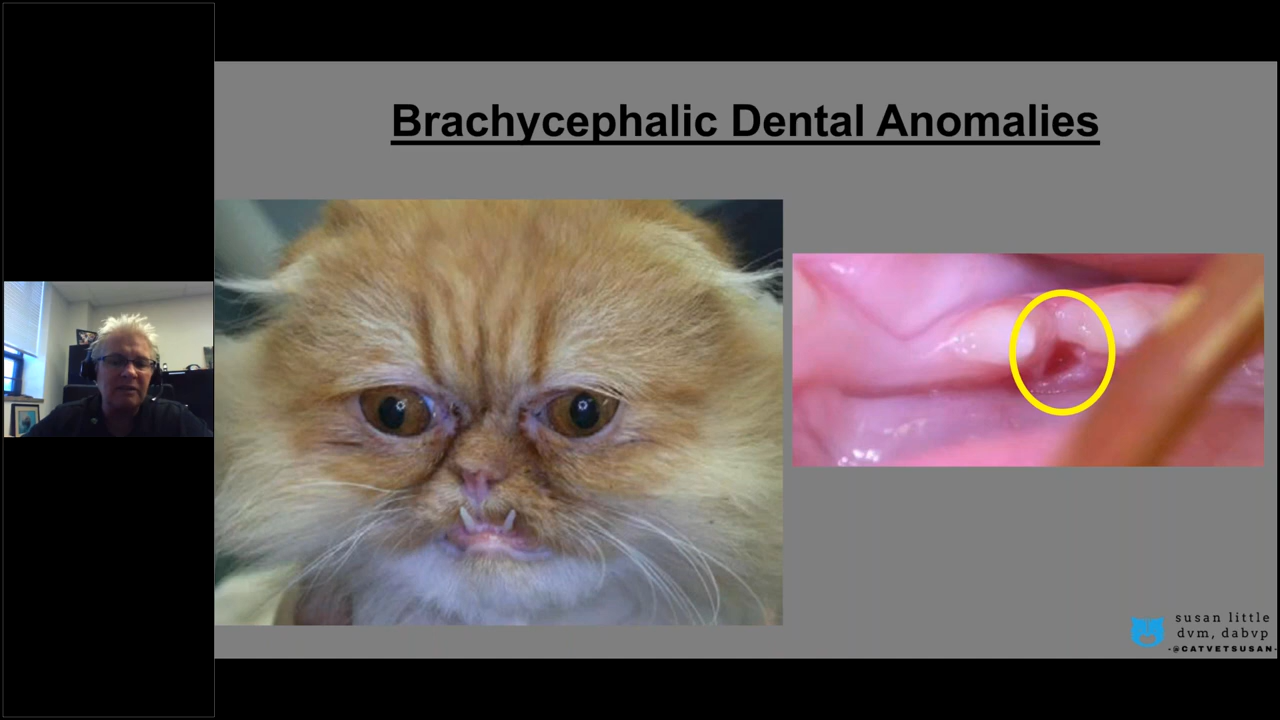 Brachycephalic Dental Anomalies
susan little
dvm, dabvp
-@CATVETSUSAN-